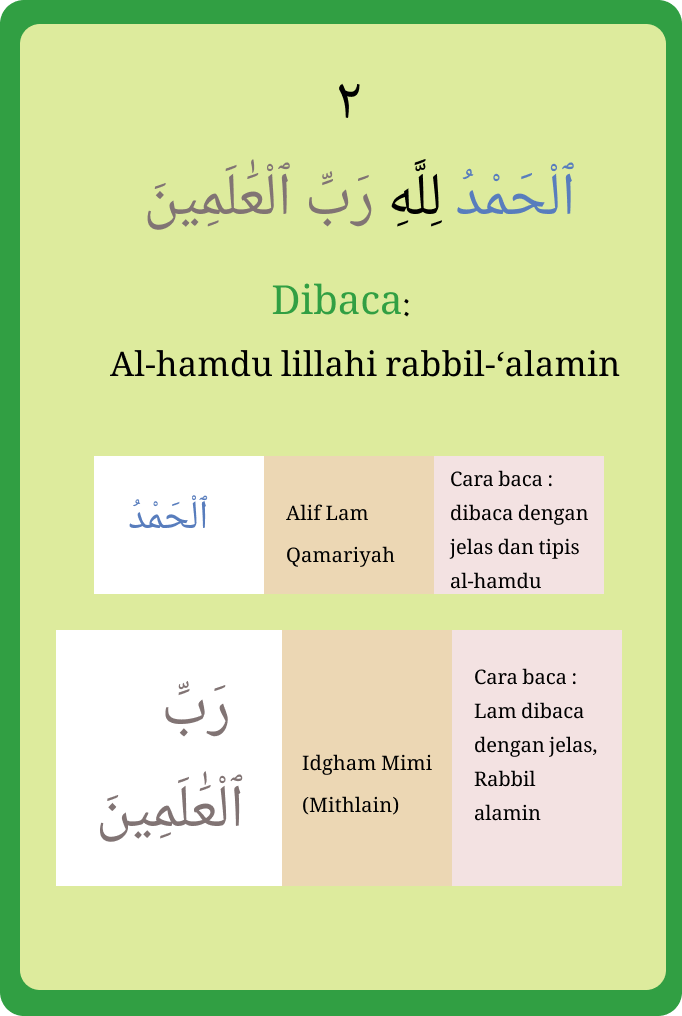 ٢
ٱلْحَمْدُ لِلَّهِ رَبِّ ٱلْعَٰلَمِينَ
Dibaca:
Al-hamdu lillahi rabbil-‘alamin
ٱلْحَمْدُ
Alif Lam
Qamariyah
Cara baca :
dibaca dengan
jelas dan tipis
al-hamdu
رَبِّ
ٱلْعَٰلَمِينَ
Idgham Mimi
(Mithlain)
Cara baca :
Lam dibaca
dengan jelas,
Rabbil
alamin